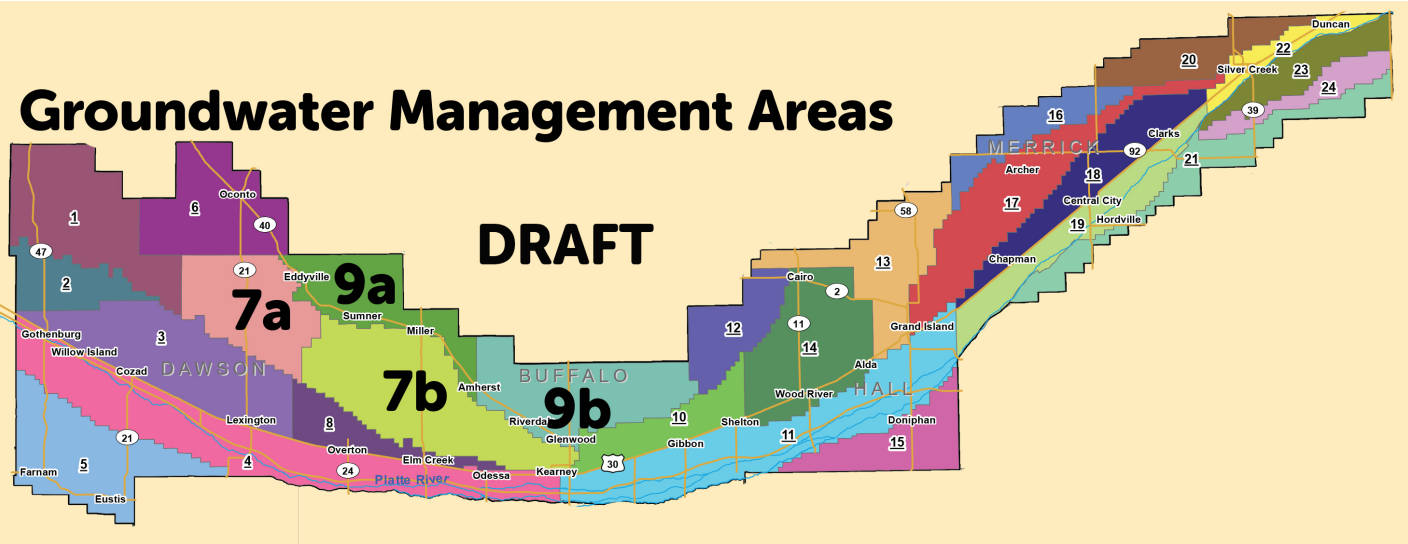 Groundwater Management Areas
DRAFT
Duncan
22
20
Silver Creek
23
24
39
16
Clarks
MERRICK
92
21
Archer
18
17
Central City
Hordville
19
Chapman
58
13
Cairo
2
11
14
Grand Island
12
Alda
HALL
Wood River
Doniphan
15
11
Shelton
10
Gibbon
30
BUFFALO
9b
Riverda
Glenwood
Kearney
Amherst
7b
Miller
Sumner
9a
Eddyville
40
Oconto
6
21
7a
1
47
2
3
Gothenburg
Willow Island
Cozad
DAWSON
Lexington
8
Overton
Elm Creek
Odessa
24
Platte River
4
21
5
Farnam
Eustis